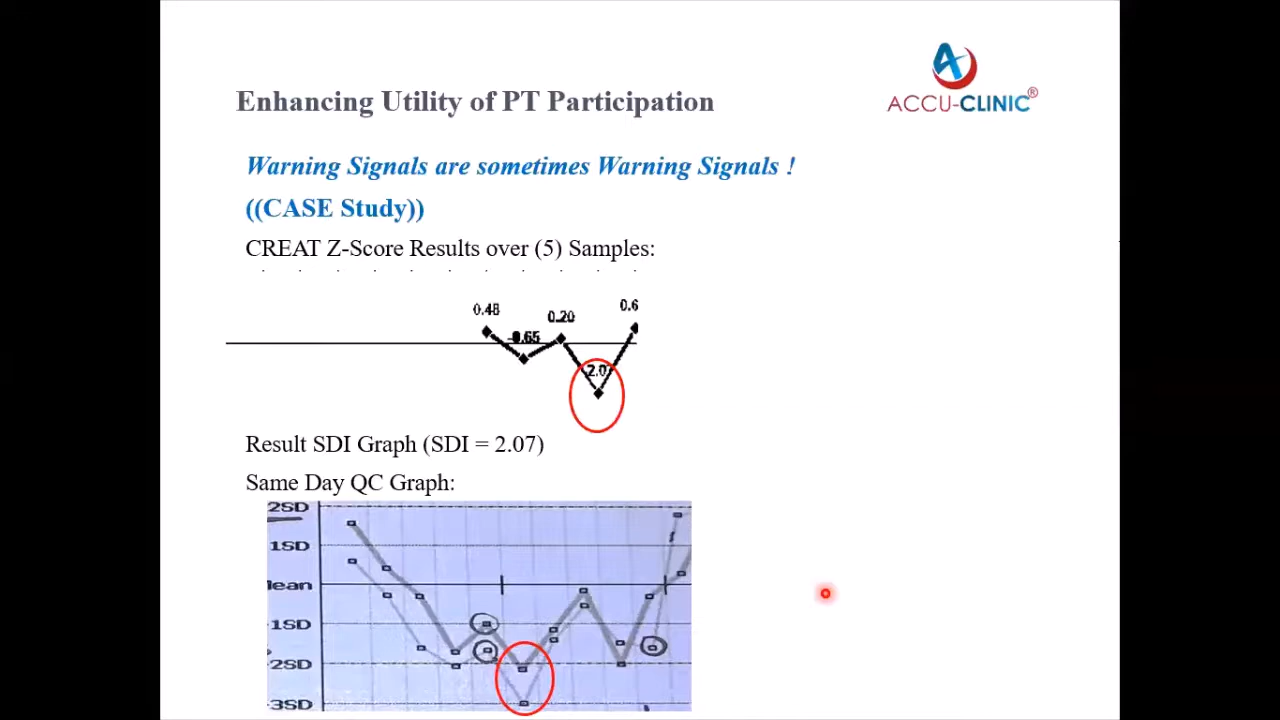 ACCU-CLINIC®
Enhancing Utility of PT Participation
Warning Signals are sometimes Warning Signals !
((CASE Study))
CREAT Z-Score Results over (5) Samples:
0.48
-0.65
0.20
0.6
2.0
Result SDI Graph (SDI = 2.07)
Same Day QC Graph:
2SD
1SD
Mean
-1SD
-2SD
-3SD